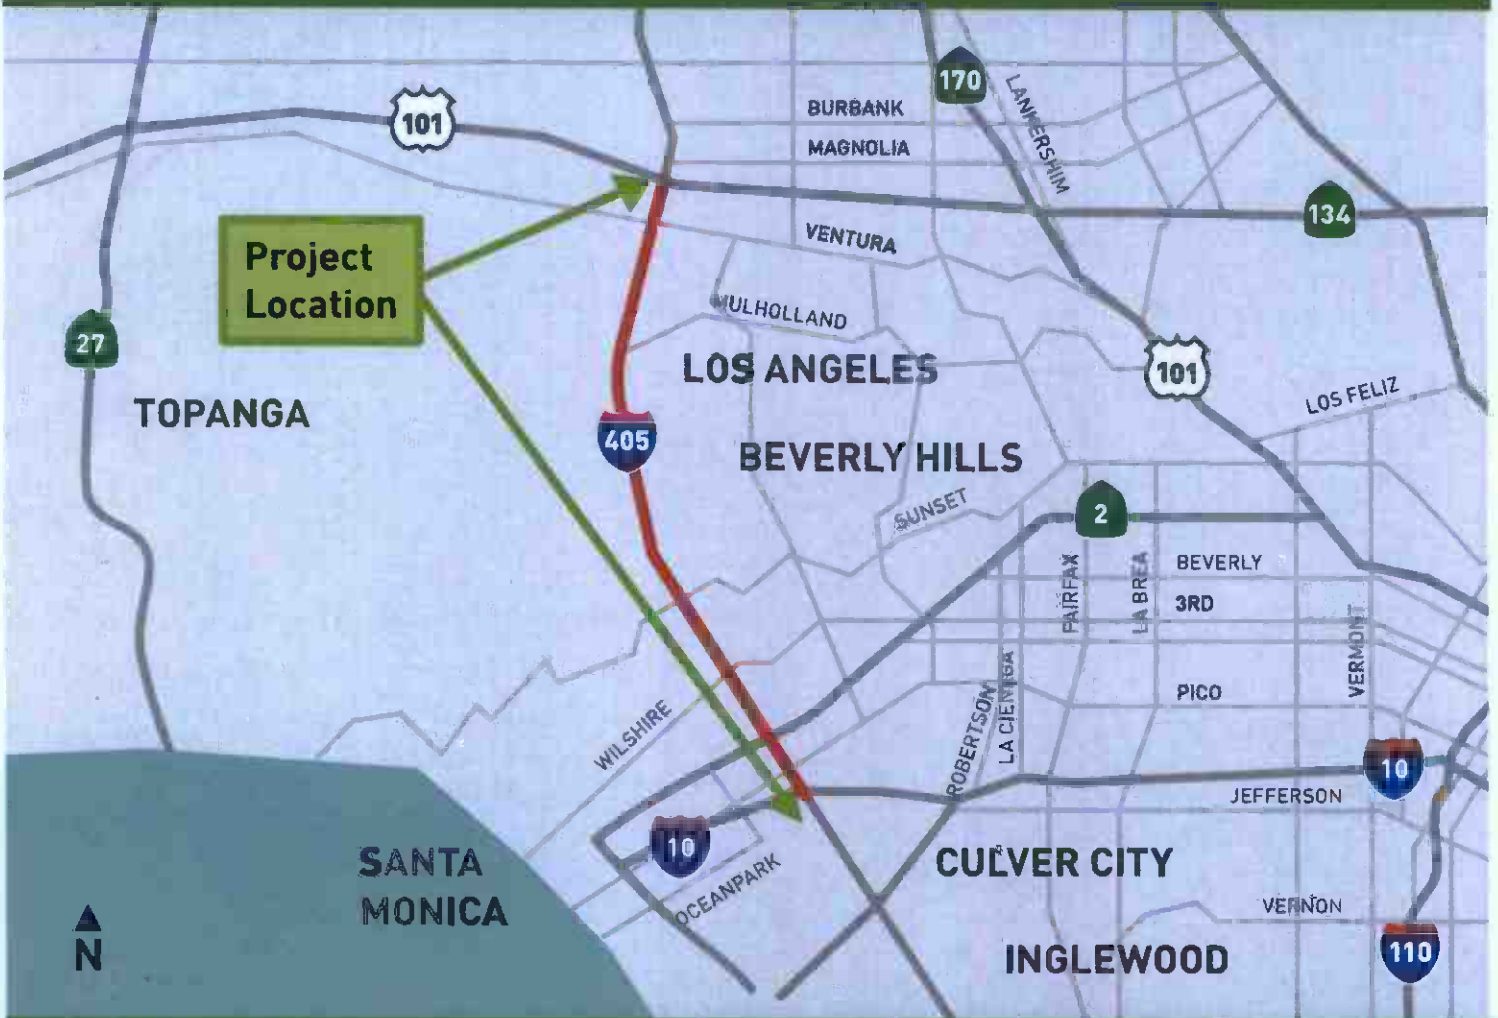 170
LANKERSHIM
BURBANK
101
MAGNOLIA
134
VENTURA
Project
Location
MULHOLLAND
27
LOS ANGELES
101
LOS FELIZ
TOPANGA
405
BEVERLY HILLS
SUNSET
2
BEVERLY
FAIRFAX
LA BREA
3RD
VERMONT
PICO
LA CIENEGA
ROBERTSON
WILSHIRE
10
JEFFERSON
10
SANTA
MONICA
CULVER CITY
OCEANPARK
VERNON
N
INGLEWOOD
110